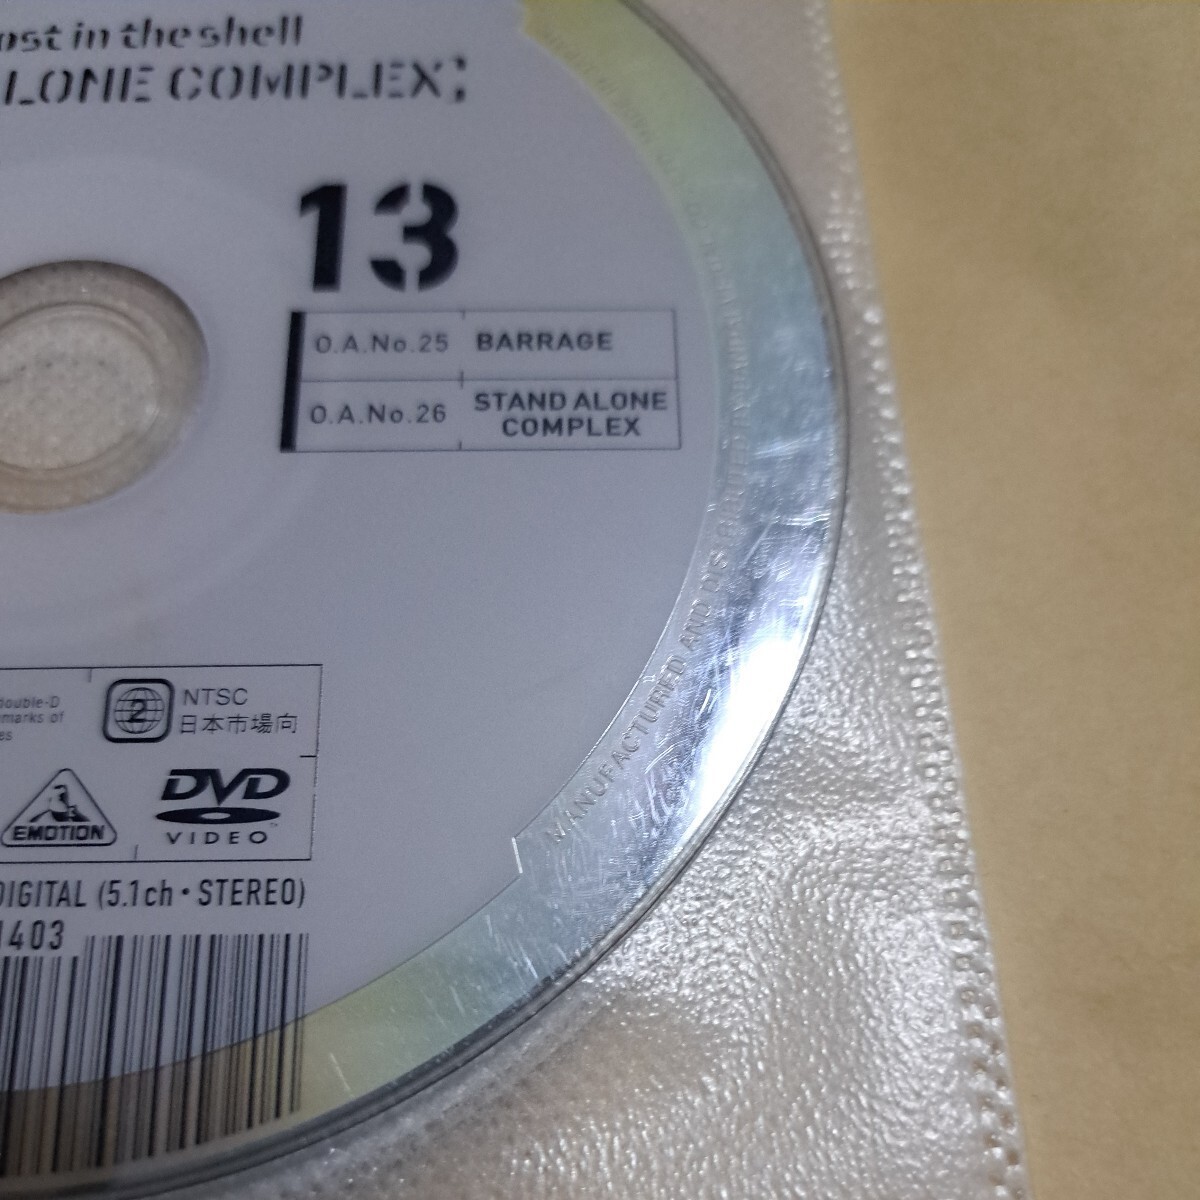 ost in the shell
LONE COMPLEX;
13
O.A.No.25 BARRAGE
O.A.No.26 STAND ALONE
COMPLEX
double-D
marks of
es
2
NTSC
日本市場向
EMOTION
DVD
VIDEO
DIGITAL (5.1ch・STEREO)
1403
MANUFACTURED AND DISTRIBUTED BY